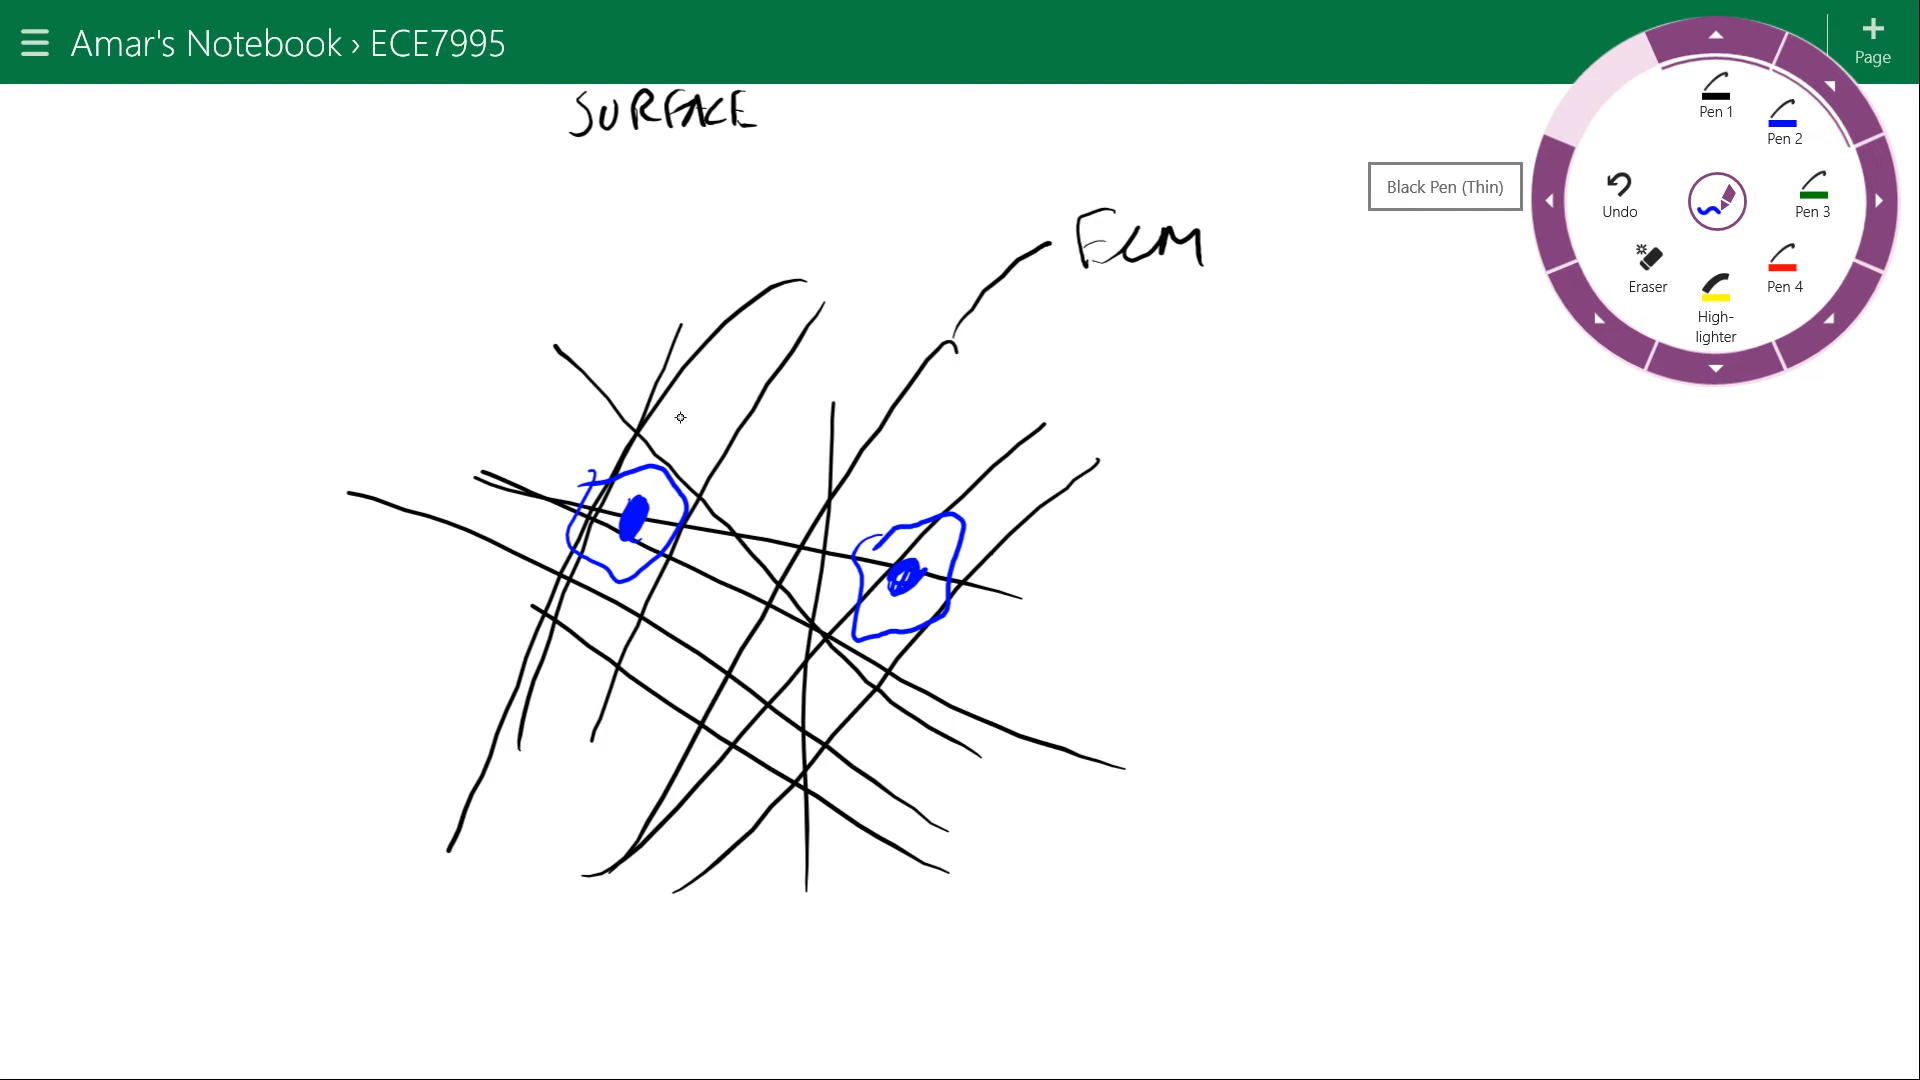 Amar's Notebook › ECE7995
Page
SURFACE
ECM
Black Pen (Thin)
Pen 1
Pen 2
Pen 3
Pen 4
High-
lighter
Eraser
Undo